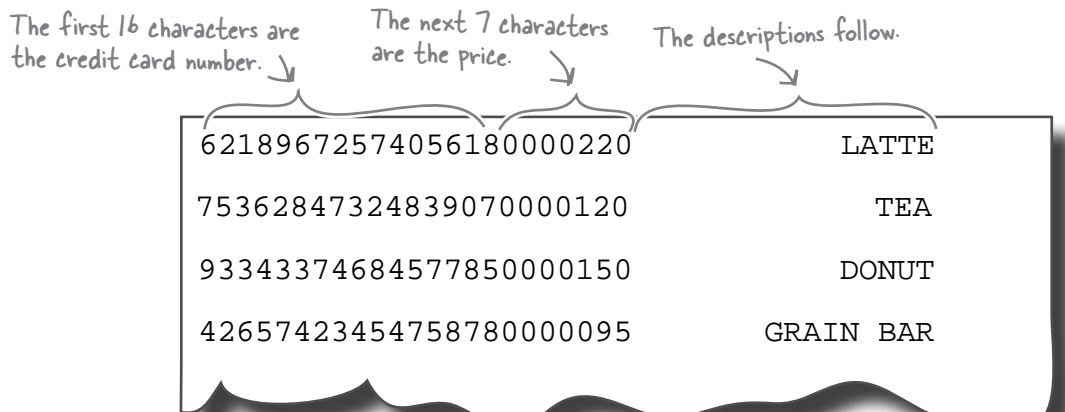 The first 16 characters are
the credit card number.
The next 7 characters
are the price.
The descriptions follow.
62189672574056180000220 LATTE
75362847324839070000120 TEA
93343374684577850000150 DONUT
42657423454758780000095 GRAIN BAR